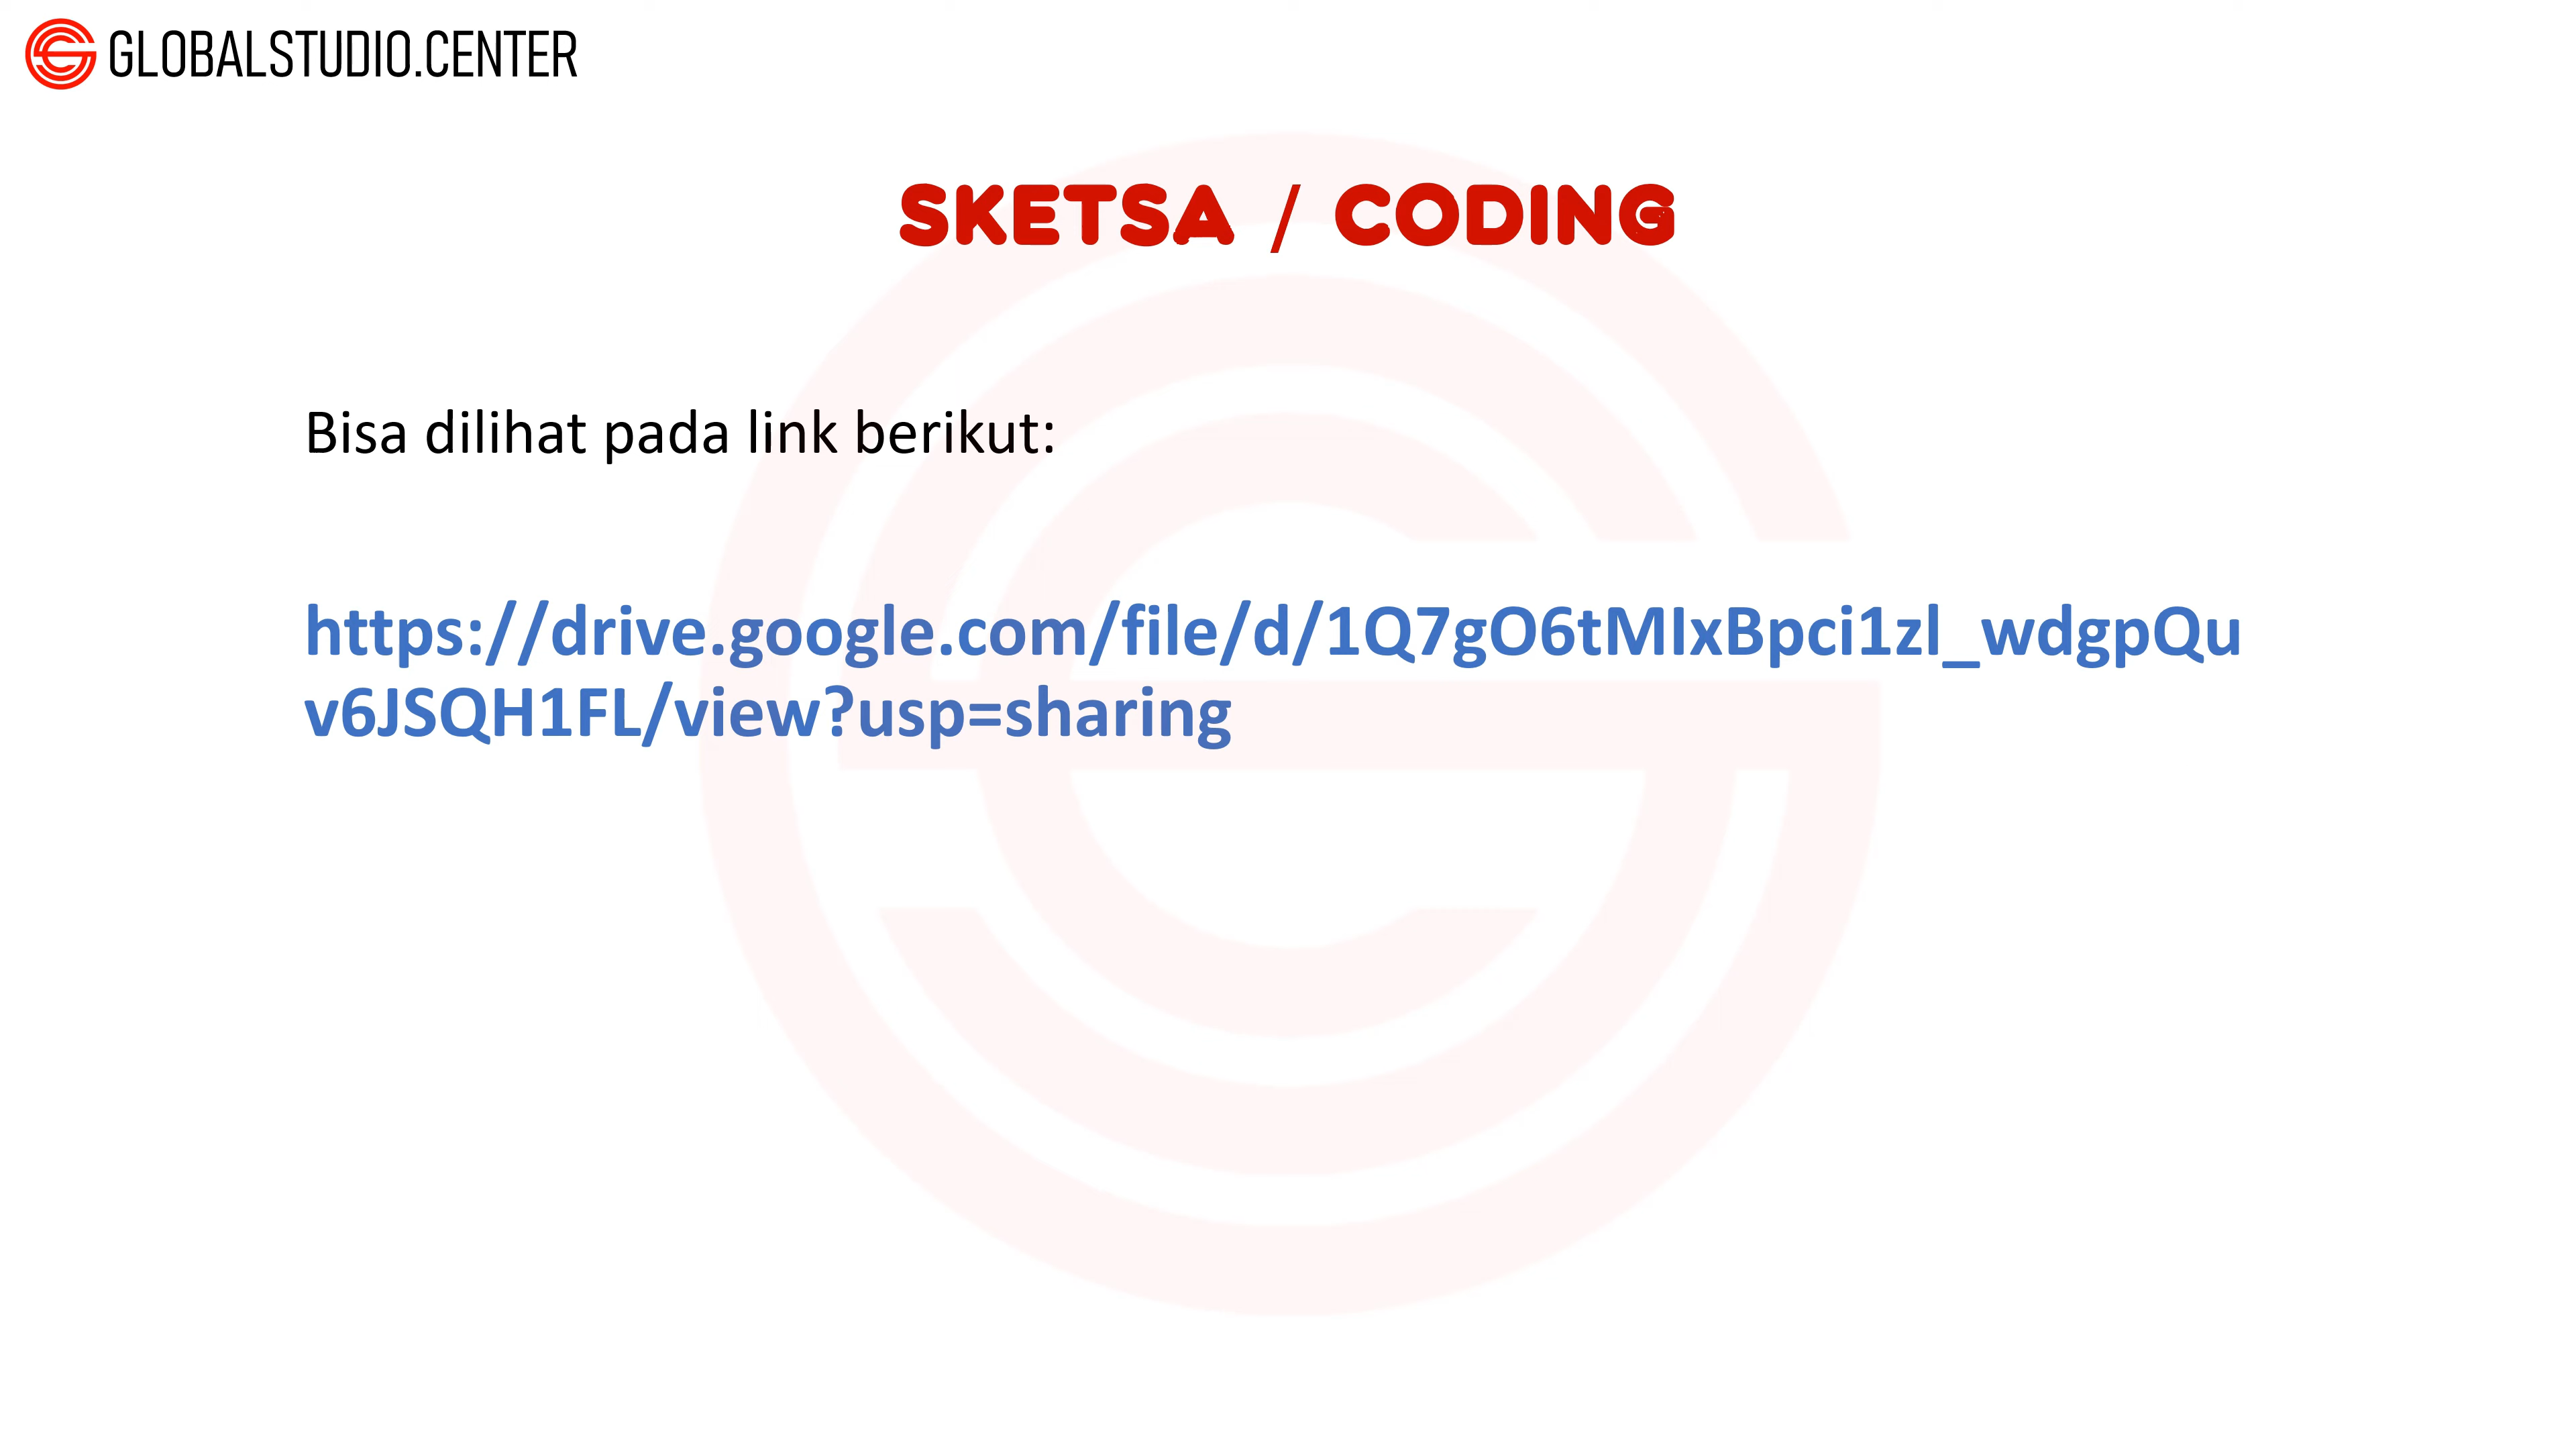 GLOBALSTUDIO.CENTER
SKETSA / CODING
Bisa dilihat pada link berikut:
https://drive.google.com/file/d/1Q7gO6tMIxBpci1zl_wdgpQu
v6JSQH1FL/view?usp=sharing